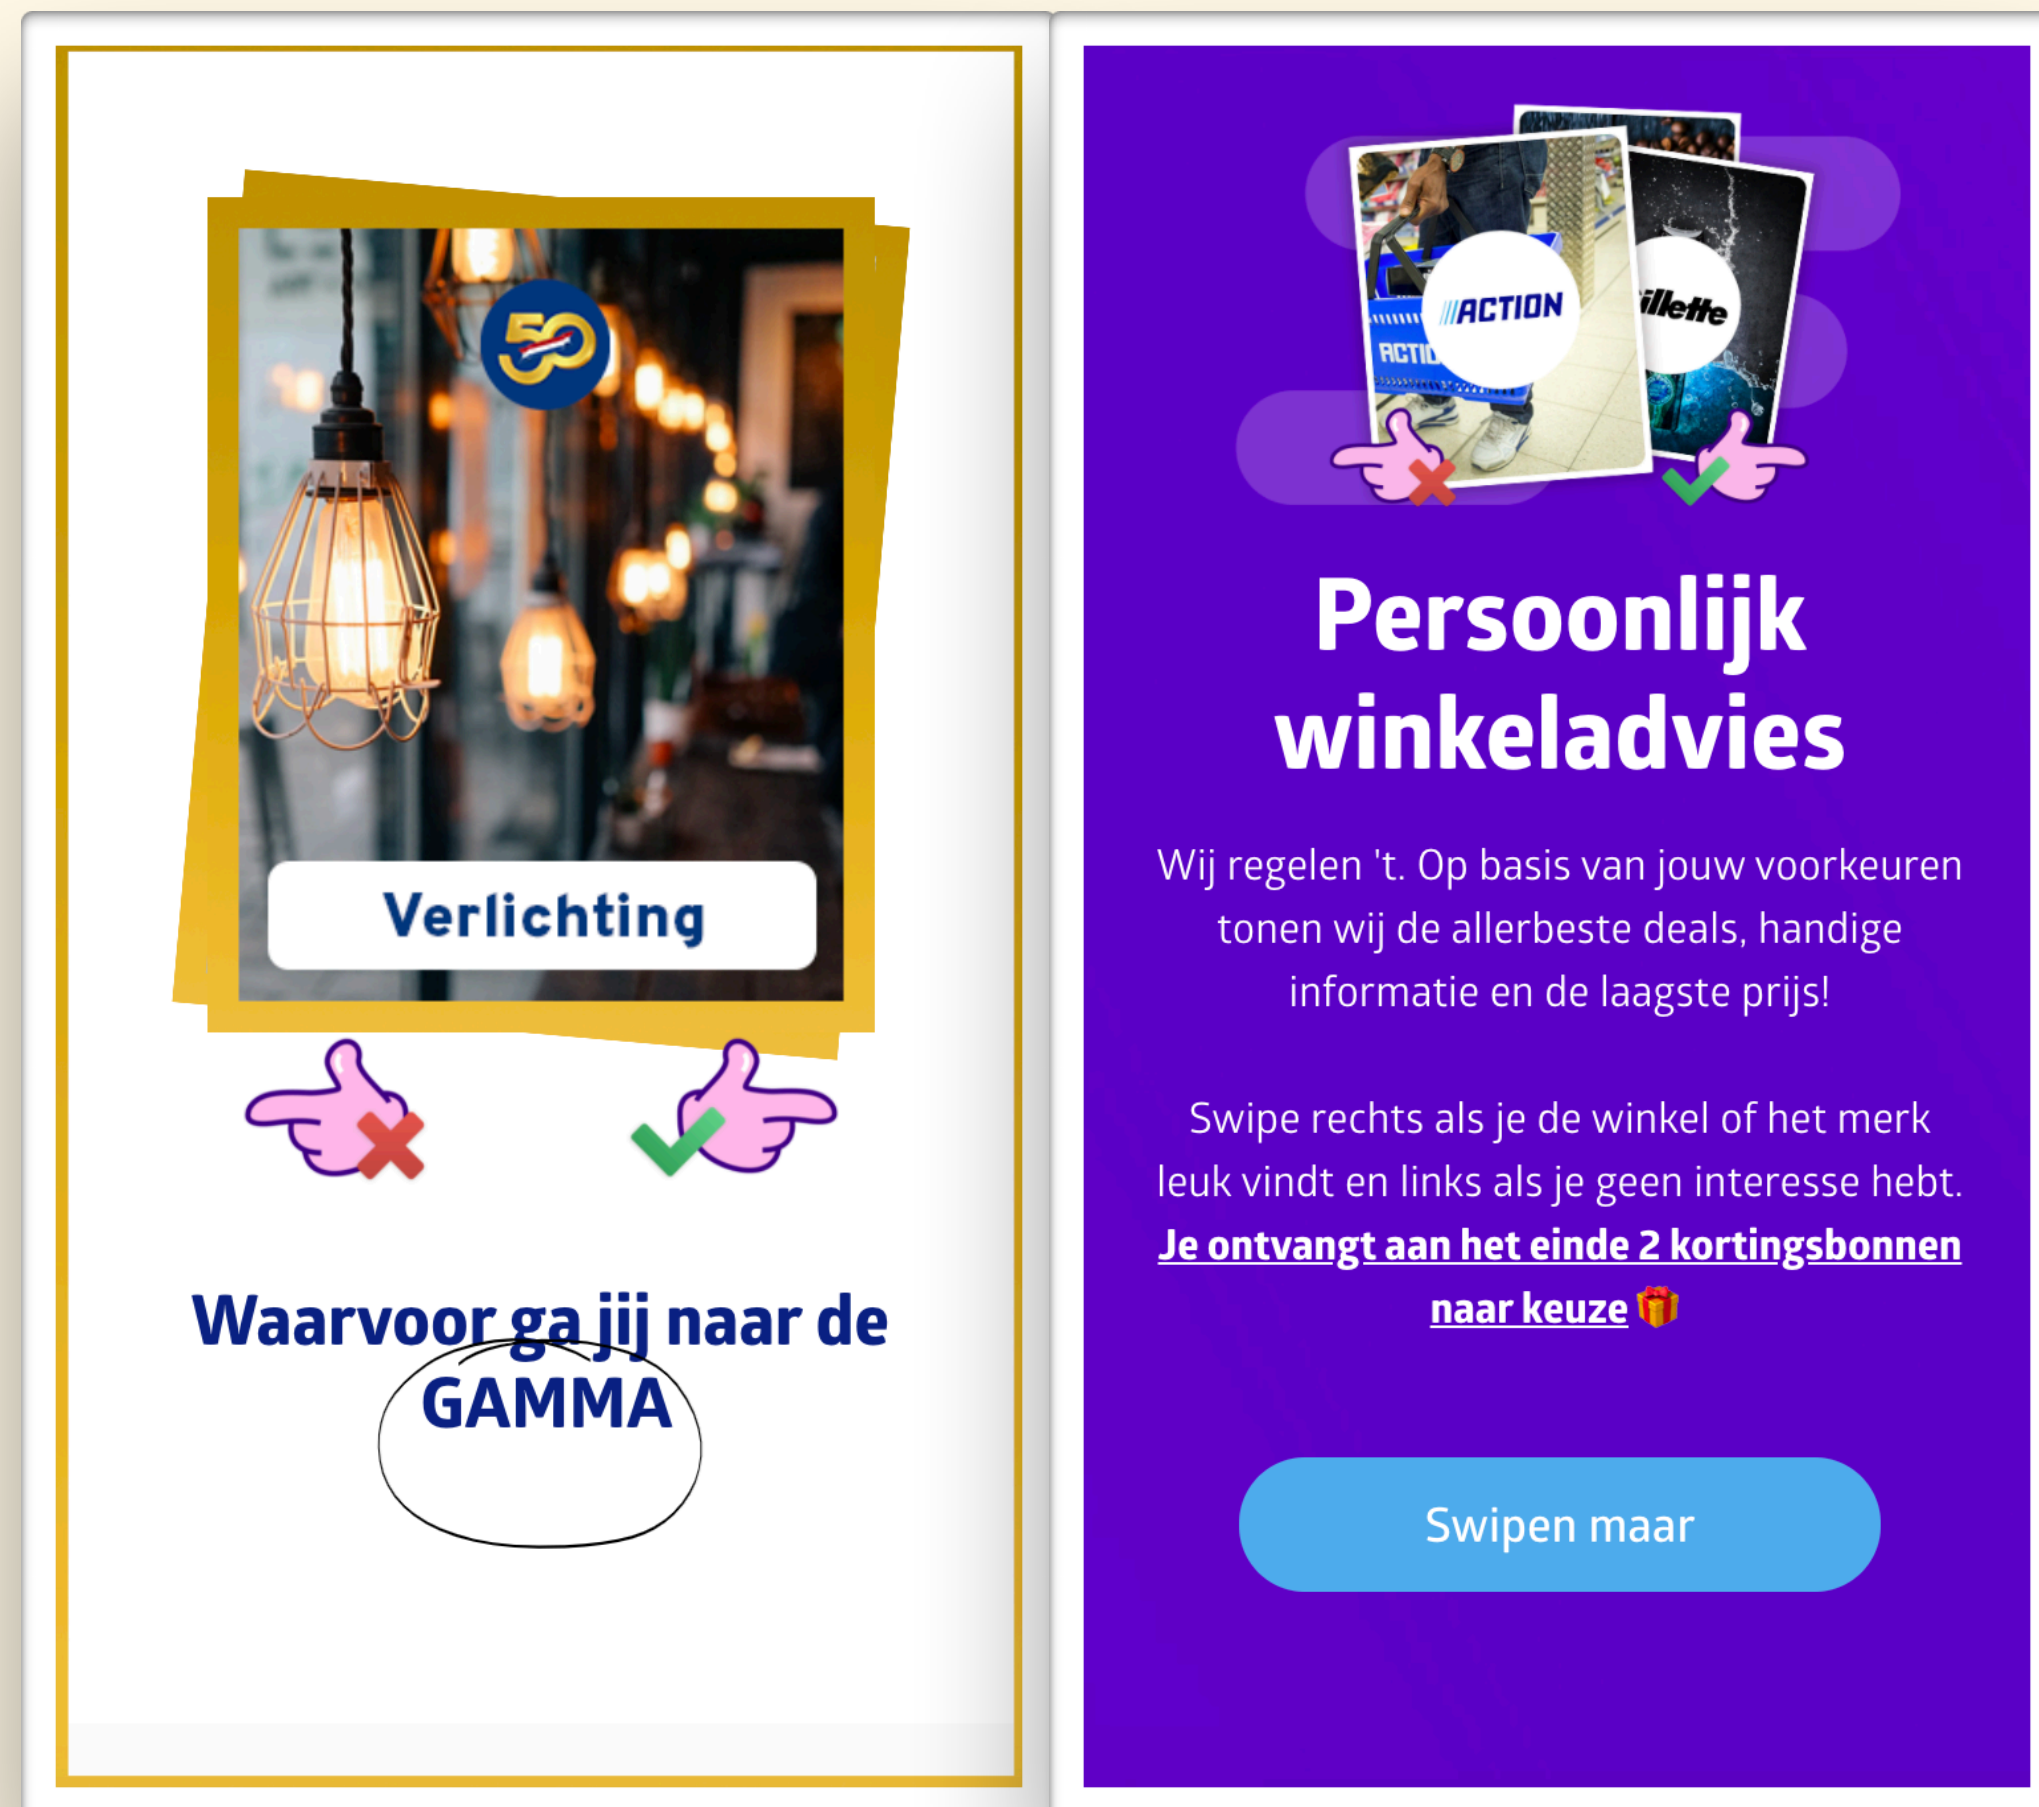 50
Verlichting
Waarvoor ga jij naar de
GAMMA
ACTION
illette
ACTIO
Persoonlijk
winkeladvies
Wij regelen 't. Op basis van jouw voorkeuren
tonen wij de allerbeste deals, handige
informatie en de laagste prijs!
Swipe rechts als je de winkel of het merk
leuk vindt en links als je geen interesse hebt.
Je ontvangt aan het einde 2 kortingsbonnen
naar keuze 🎁
Swipen maar